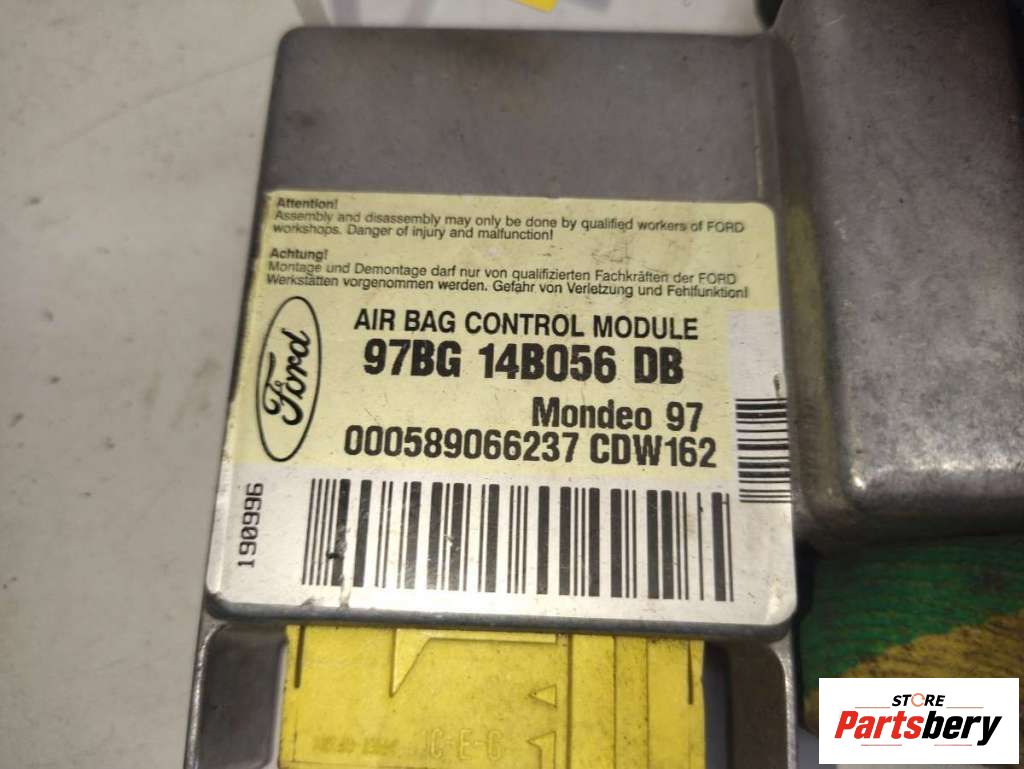 Attention!
Assembly and disassembly may only be done by qualified workers of FORD
workshops. Danger of injury and malfunction!
Achtung!
Montage und Demontage darf nur von qualifizierten Fachkräften der FORD
Werkstätten vorgenommen werden. Gefahr von Verletzung und Fehlfunktion!
Ford
AIR BAG CONTROL MODULE
97BG 14B056 DB
Mondeo 97
000589066237 CDW162
190996
C-E-G
STORE
Partsbery